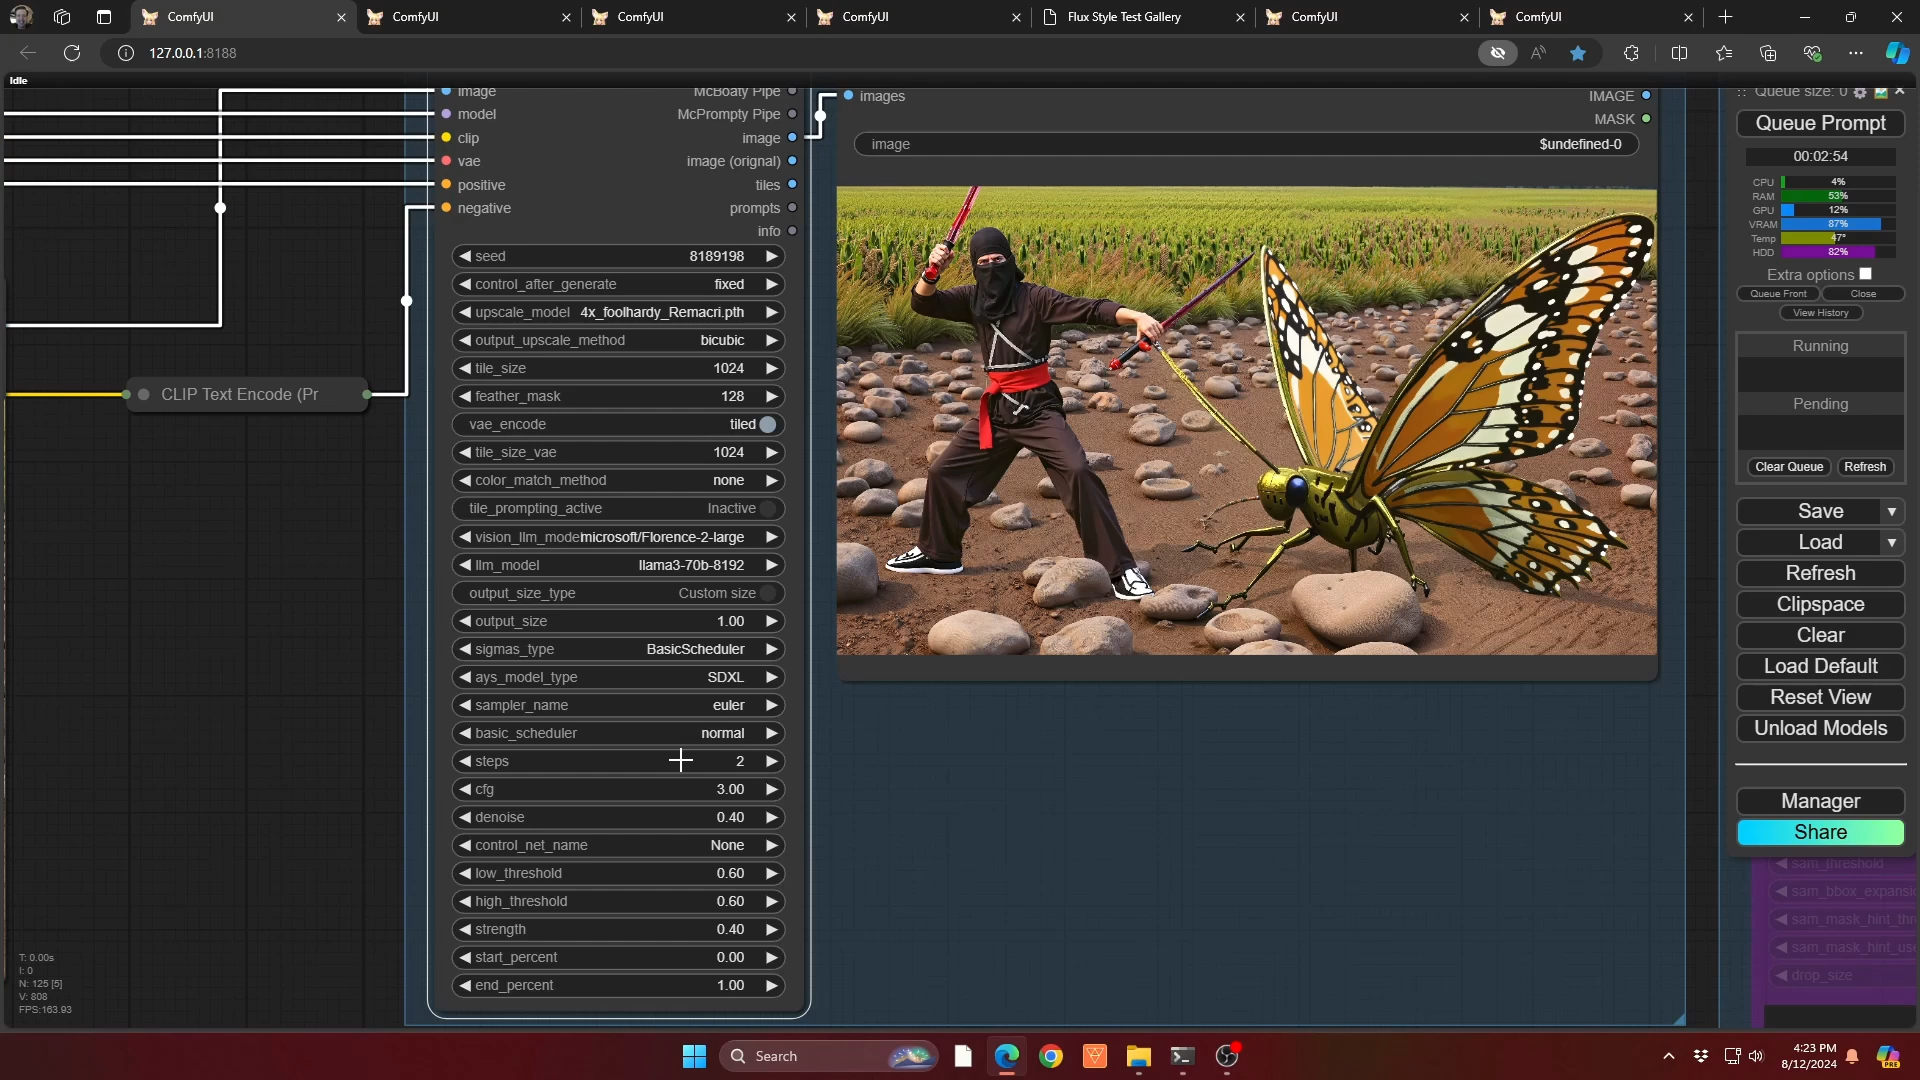 ComfyUI
ComfyUI
ComfyUI
ComfyUI
Flux Style Test Gallery
ComfyUI
ComfyUI
127.0.0.1:8188
Idle
image
McBoaty Pipe
model
McPrompty Pipe
clip
image
vae
image (orignal)
positive
tiles
negative
prompts
info
seed 8189198
control_after_generate fixed
upscale_model 4x_foolhardy_Remacri.pth
output_upscale_method bicubic
tile_size 1024
feather_mask 128
vae_encode tiled
tile_size_vae 1024
color_match_method none
tile_prompting_active Inactive
vision_llm_mode microsoft/Florence-2-large
llm_model llama3-70b-8192
output_size_type Custom size
output_size 1.00
sigmas_type BasicScheduler
ays_model_type SDXL
sampler_name euler
basic_scheduler normal
steps 2
cfg 3.00
denoise 0.40
control_net_name None
low_threshold 0.60
high_threshold 0.60
strength 0.40
start_percent 0.00
end_percent 1.00
CLIP Text Encode (Pr
images
IMAGE
MASK
image $undefined-0
Queue size: 0
Queue Prompt
00:02:54
CPU 4%
RAM 53%
GPU 12%
VRAM 87%
Temp 47°
HDD 82%
Extra options
Queue Front
Close
View History
Running
Pending
Clear Queue
Refresh
Save
Load
Refresh
Clipspace
Clear
Load Default
Reset View
Unload Models
Manager
Share
sam_threshold
sam_bbox_expansi
sam_mask_hint_thr
sam_mask_hint_use
drop_size
T: 0.00s
I: 0
N: 125 [5]
V: 808
FPS:163.93
Search
4:23 PM
8/12/2024
PRE